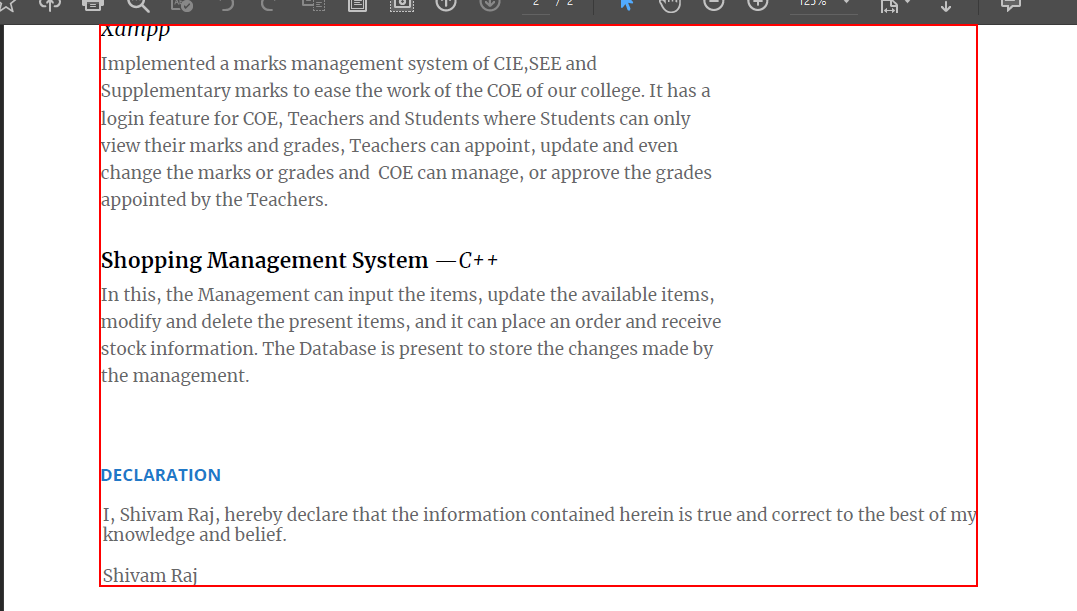 2 / 2
125%
Xampp
Implemented a marks management system of CIE,SEE and
Supplementary marks to ease the work of the COE of our college. It has a
login feature for COE, Teachers and Students where Students can only
view their marks and grades, Teachers can appoint, update and even
change the marks or grades and  COE can manage, or approve the grades
appointed by the Teachers.
Shopping Management System —C++
In this, the Management can input the items, update the available items,
modify and delete the present items, and it can place an order and receive
stock information. The Database is present to store the changes made by
the management.
DECLARATION
I, Shivam Raj, hereby declare that the information contained herein is true and correct to the best of my
knowledge and belief.
Shivam Raj